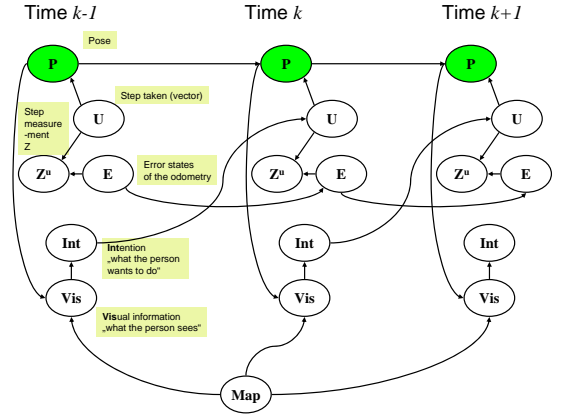 Time k-1
Time k
Time k+1
Pose
P
P
P
Step taken (vector)
Step
measure
-ment
Z
U
U
U
Zᵘ
E
Zᵘ
E
Zᵘ
E
Error states
of the odometry
Int
Int
Int
Intention
„what the person
wants to do“
Vis
Vis
Vis
Visual information
„what the person sees“
Map